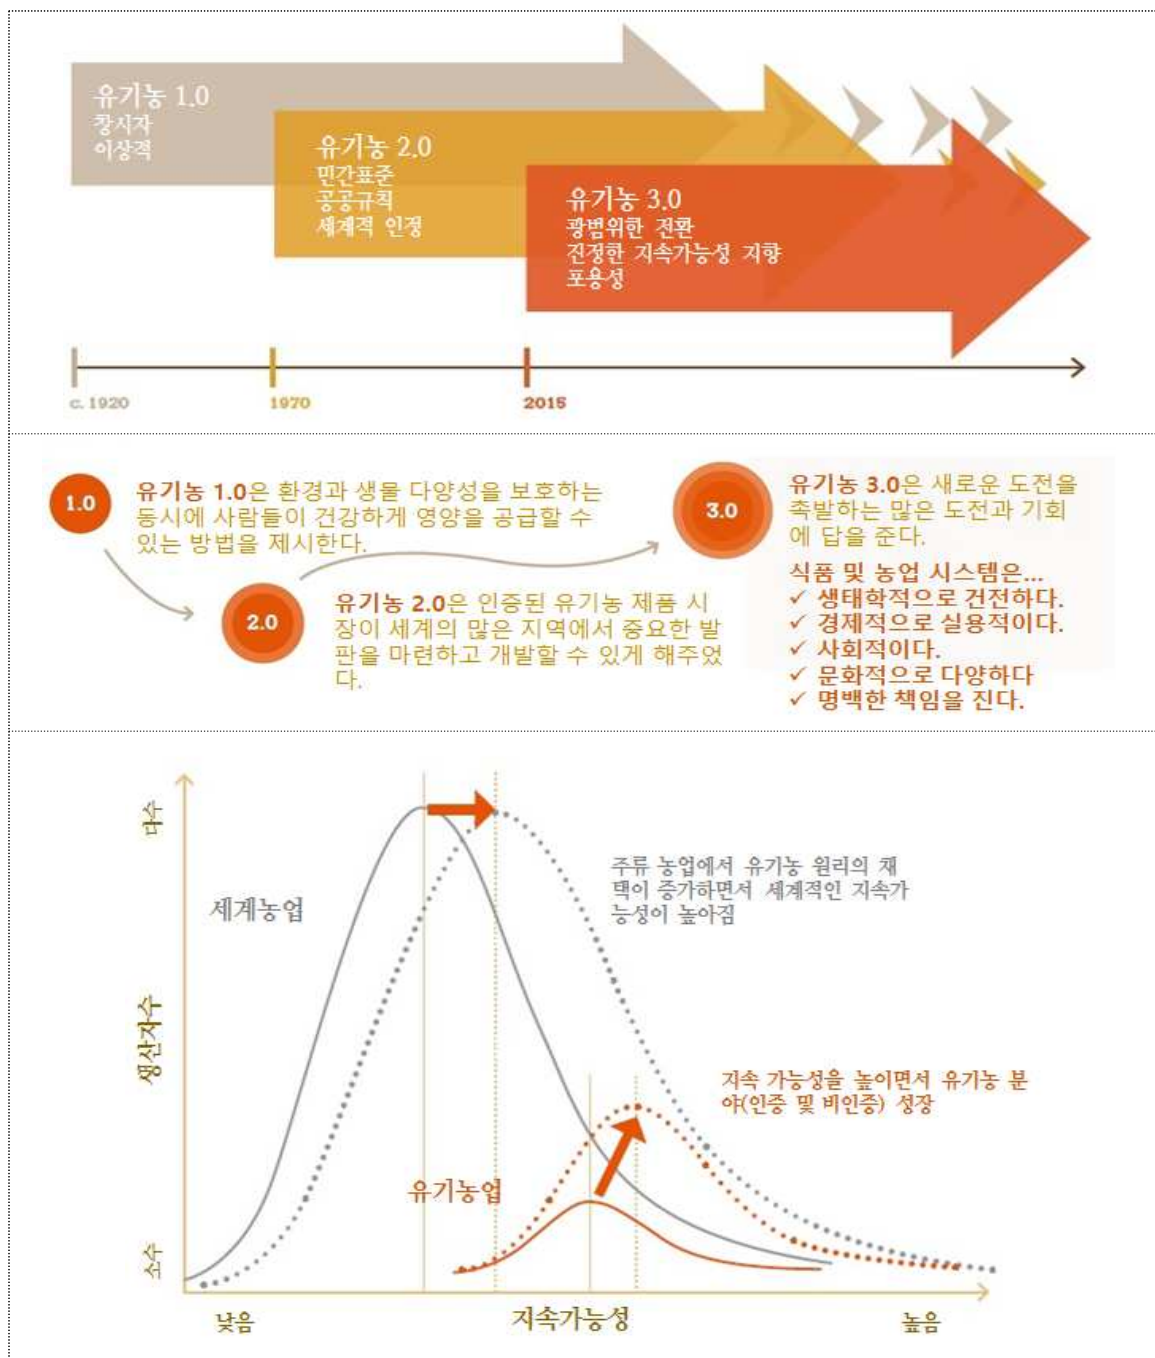 유기농 1.0
창시자
이상적
유기농 2.0
민간표준
공공규칙
세계적 인정
유기농 3.0
광범위한 전환
진정한 지속가능성 지향
포용성
c. 1920
1970
2015
1.0
유기농 1.0은 환경과 생물 다양성을 보호하는
동시에 사람들이 건강하게 영양을 공급할 수
있는 방법을 제시한다.
2.0
유기농 2.0은 인증된 유기농 제품 시
장이 세계의 많은 지역에서 중요한 발
판을 마련하고 개발할 수 있게 해주었
다.
3.0
유기농 3.0은 새로운 도전을
촉발하는 많은 도전과 기회
에 답을 준다.
식품 및 농업 시스템은...
✓ 생태학적으로 건전하다.
✓ 경제적으로 실용적이다.
✓ 사회적이다.
✓ 문화적으로 다양하다
✓ 명백한 책임을 진다.
다수
생산자수
소수
세계농업
주류 농업에서 유기농 원리의 채
택이 증가하면서 세계적인 지속가
능성이 높아짐
지속 가능성을 높이면서 유기농 분
야(인증 및 비인증) 성장
유기농업
낮음
지속가능성
높음